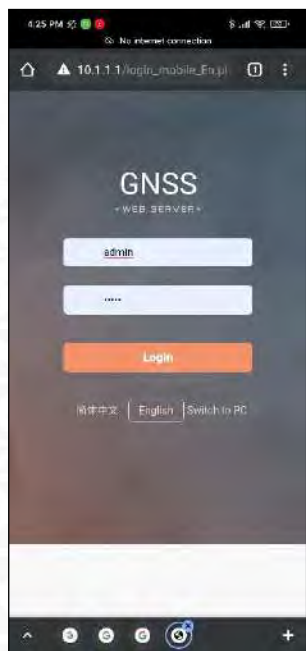 4:25 PM
No internet connection
10.1.1.1/login_mobile_En.pl
GNSS
-WEB SERVER-
admin
•••••
Login
简体中文 English Switch to PC